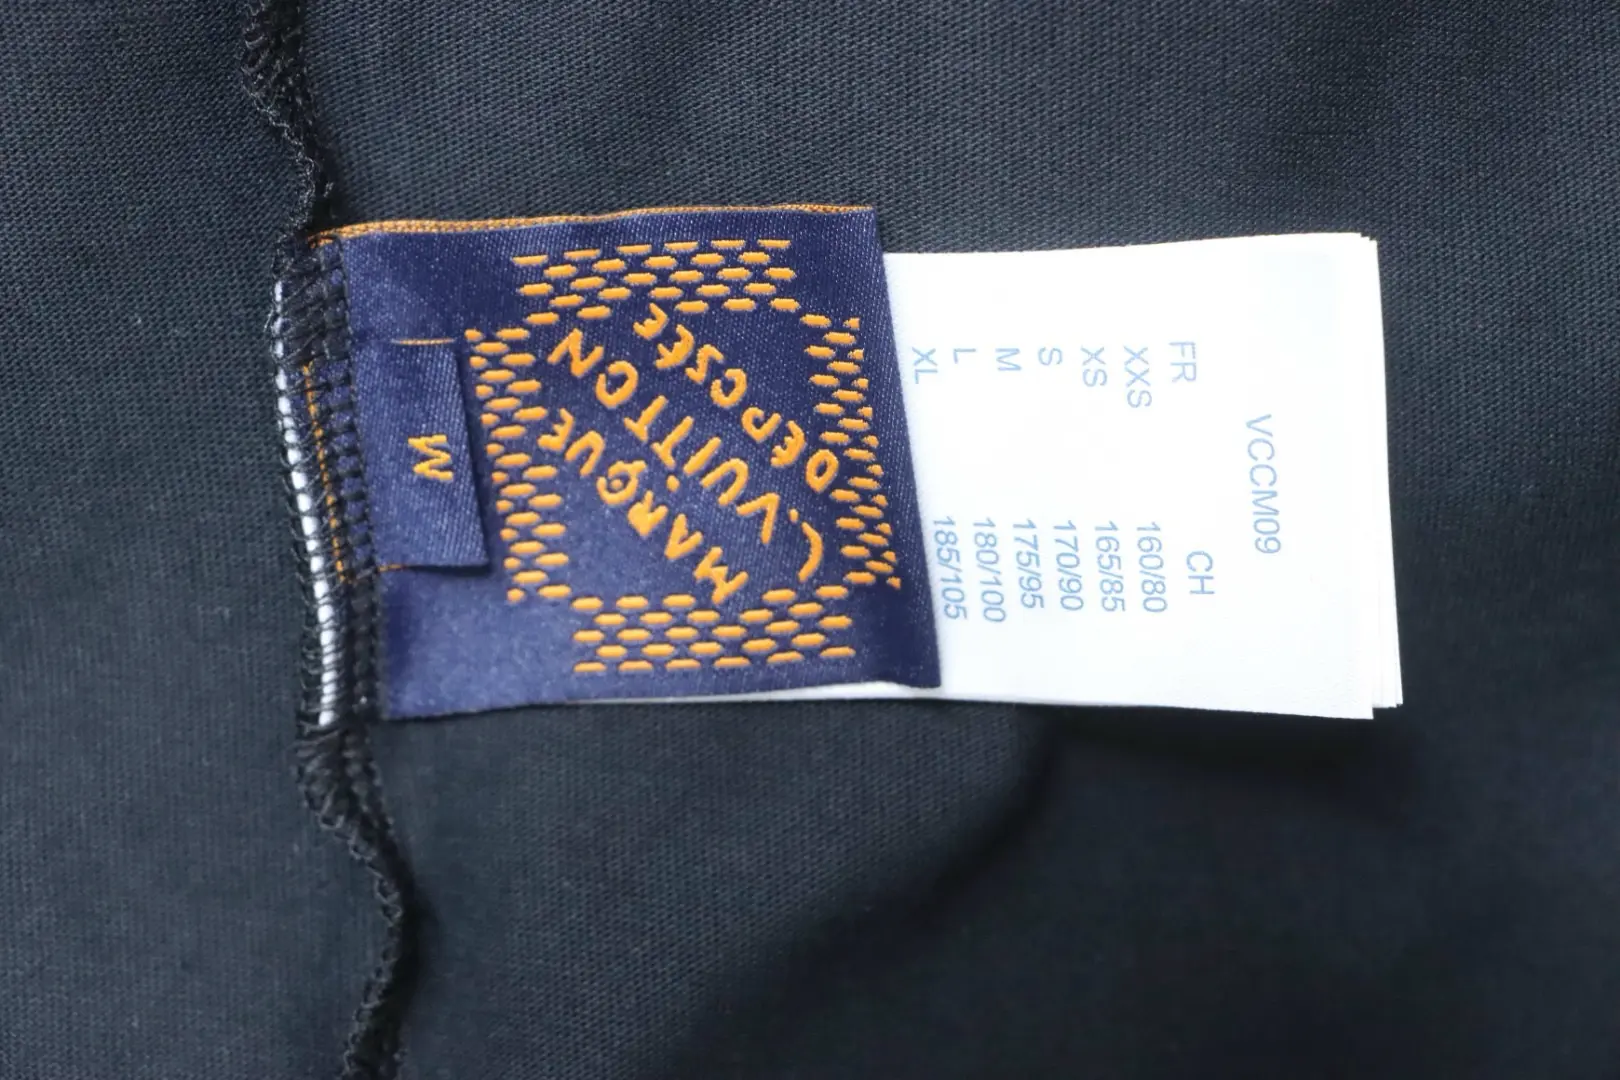 M
MARQUE
L.VUITTON
DÉPOSÉE
VCCM09
FR CH
XXS 160/80
XS 165/85
S 170/90
M 175/95
L 180/100
XL 185/105